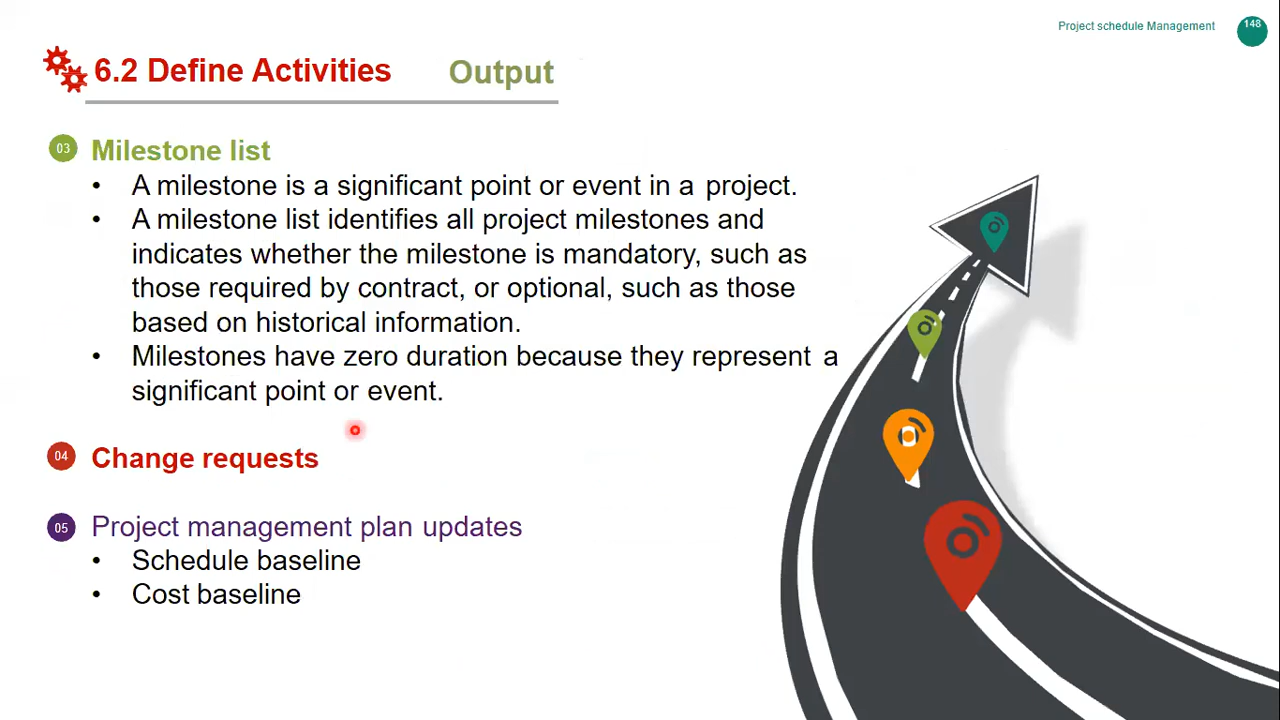 Project schedule Management
148
6.2 Define Activities Output
03 Milestone list
• A milestone is a significant point or event in a project.
• A milestone list identifies all project milestones and
indicates whether the milestone is mandatory, such as
those required by contract, or optional, such as those
based on historical information.
• Milestones have zero duration because they represent a
significant point or event.
04 Change requests
05 Project management plan updates
• Schedule baseline
• Cost baseline